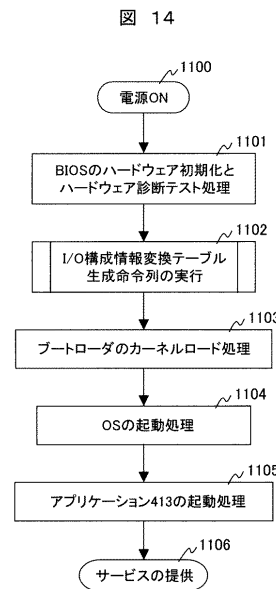 図 14
1100
電源ON
1101
BIOSのハードウェア初期化と
ハードウェア診断テスト処理
1102
I/O構成情報変換テーブル
生成命令列の実行
1103
ブートローダのカーネルロード処理
1104
OSの起動処理
1105
アプリケーション413の起動処理
1106
サービスの提供